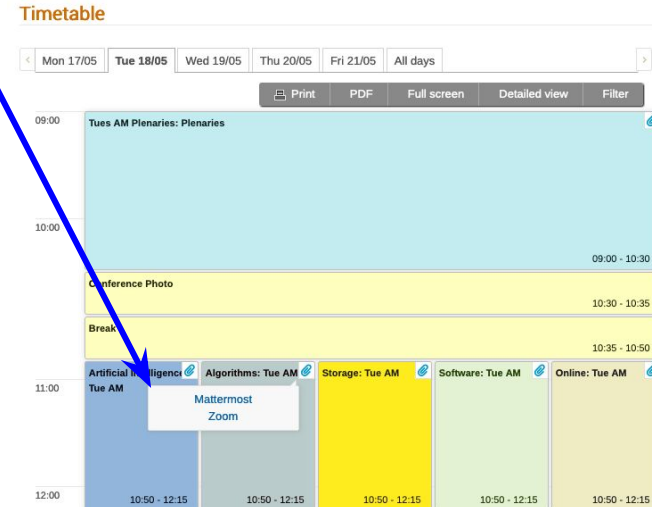 Timetable
Mon 17/05
Tue 18/05
Wed 19/05
Thu 20/05
Fri 21/05
All days
Print
PDF
Full screen
Detailed view
Filter
09:00
Tues AM Plenaries: Plenaries
10:00
09:00 - 10:30
Conference Photo
10:30 - 10:35
Break
10:35 - 10:50
Artificial Intelligence:
Tue AM
Algorithms: Tue AM
Storage: Tue AM
Software: Tue AM
Online: Tue AM
11:00
Mattermost
Zoom
12:00
10:50 - 12:15
10:50 - 12:15
10:50 - 12:15
10:50 - 12:15
10:50 - 12:15